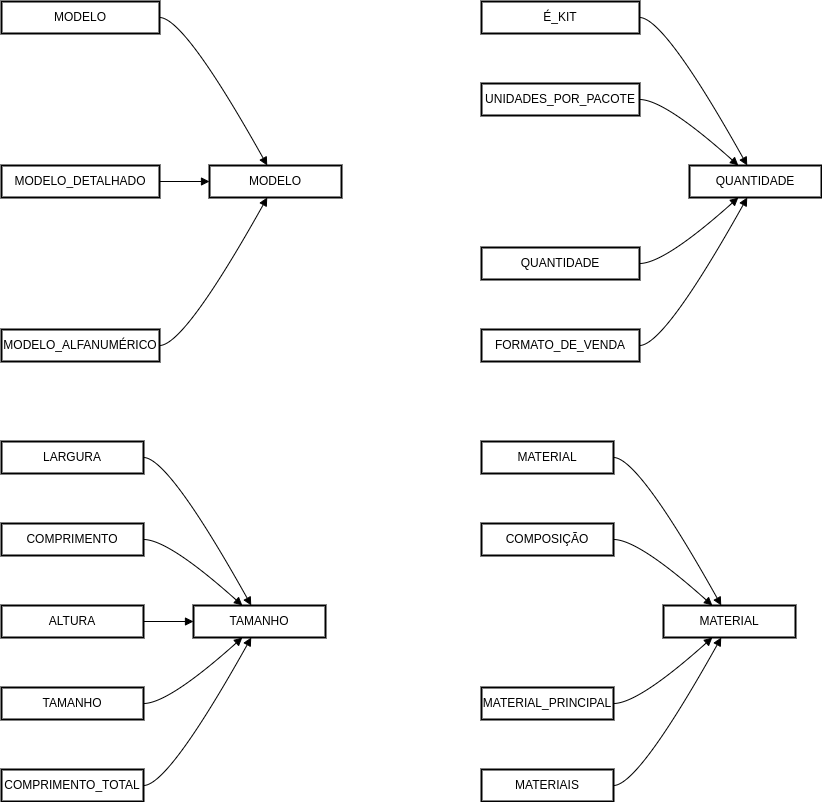 MODELO
MODELO_DETALHADO
MODELO
MODELO_ALFANUMÉRICO
É_KIT
UNIDADES_POR_PACOTE
QUANTIDADE
QUANTIDADE
FORMATO_DE_VENDA
LARGURA
COMPRIMENTO
ALTURA
TAMANHO
TAMANHO
COMPRIMENTO_TOTAL
MATERIAL
COMPOSIÇÃO
MATERIAL
MATERIAL_PRINCIPAL
MATERIAIS